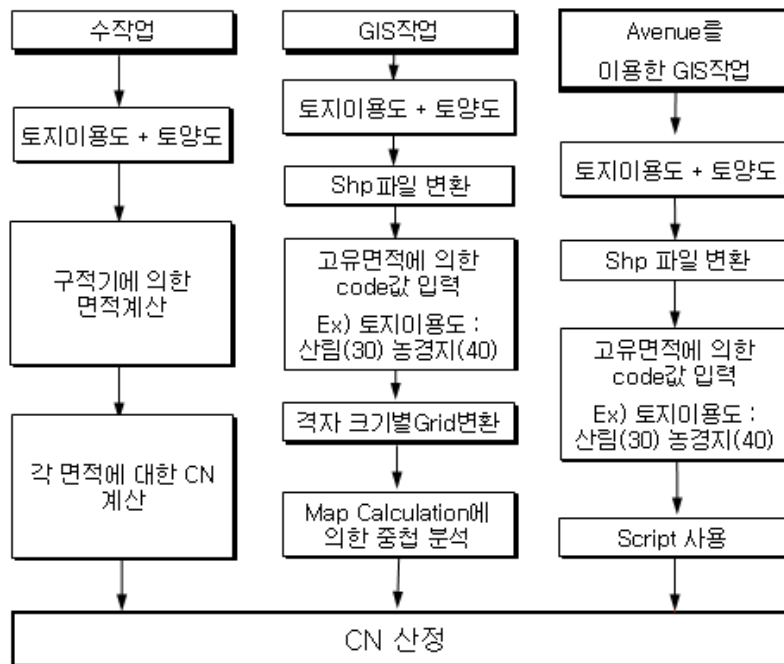 수작업
토지이용도 + 토양도
구적기에 의한
면적계산
각 면적에 대한 CN
계산
GIS작업
토지이용도 + 토양도
Shp파일 변환
고유면적에 의한
code값 입력
Ex) 토지이용도 :
산림(30) 농경지(40)
격자 크기별Grid변환
Map Calculation에
의한 중첩 분석
Avenue를
이용한 GIS작업
토지이용도 + 토양도
Shp 파일 변환
고유면적에 의한
code값 입력
Ex) 토지이용도 :
산림(30) 농경지(40)
Script 사용
CN 산정